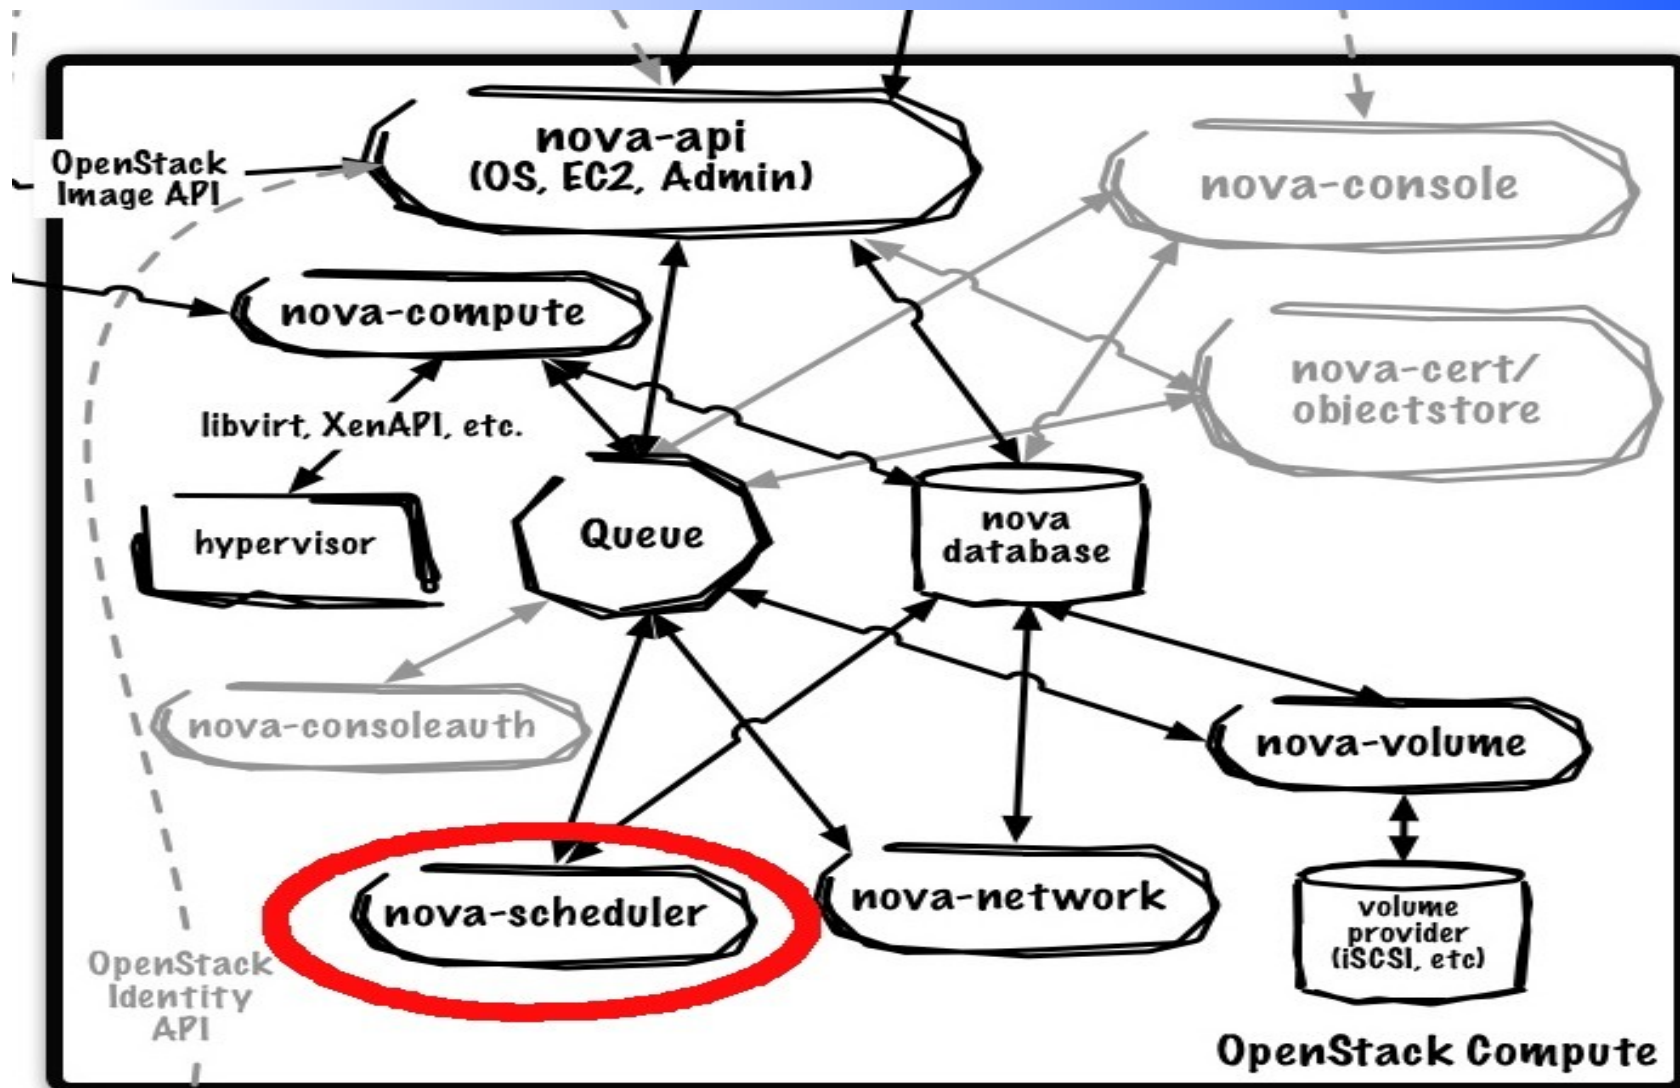 nova-api
(OS, EC2, Admin)
OpenStack
Image API
nova-console
nova-compute
nova-cert/
objectstore
libvirt, XenAPI, etc.
hypervisor
Queue
nova
database
nova-consoleauth
nova-volume
nova-scheduler
nova-network
volume
provider
(iSCSI, etc)
OpenStack
Identity
API
OpenStack Compute